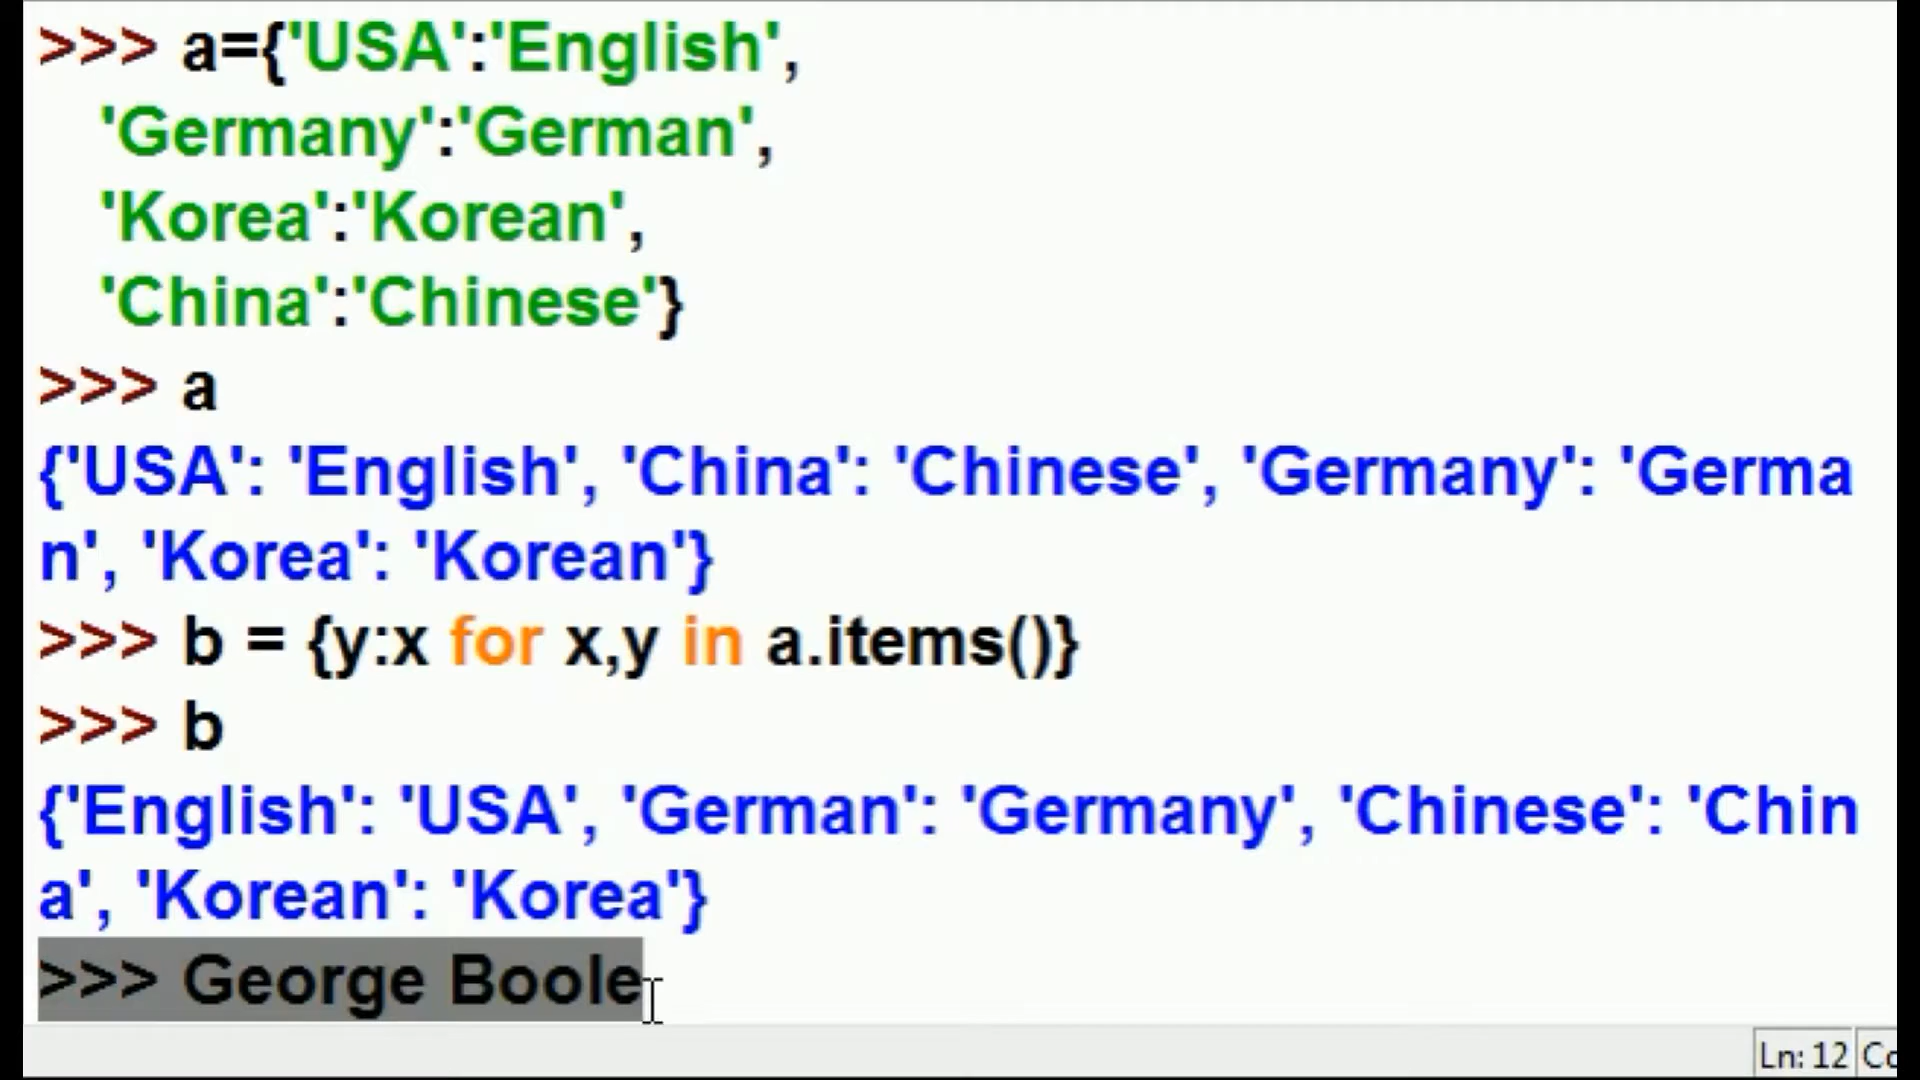 >>> a={'USA':'English',
'Germany':'German',
'Korea':'Korean',
'China':'Chinese'}
>>> a
{'USA': 'English', 'China': 'Chinese', 'Germany': 'Germa
n', 'Korea': 'Korean'}
>>> b = {y:x for x,y in a.items()}
>>> b
{'English': 'USA', 'German': 'Germany', 'Chinese': 'Chin
a', 'Korean': 'Korea'}
>>> George Boole
Ln: 12 Co